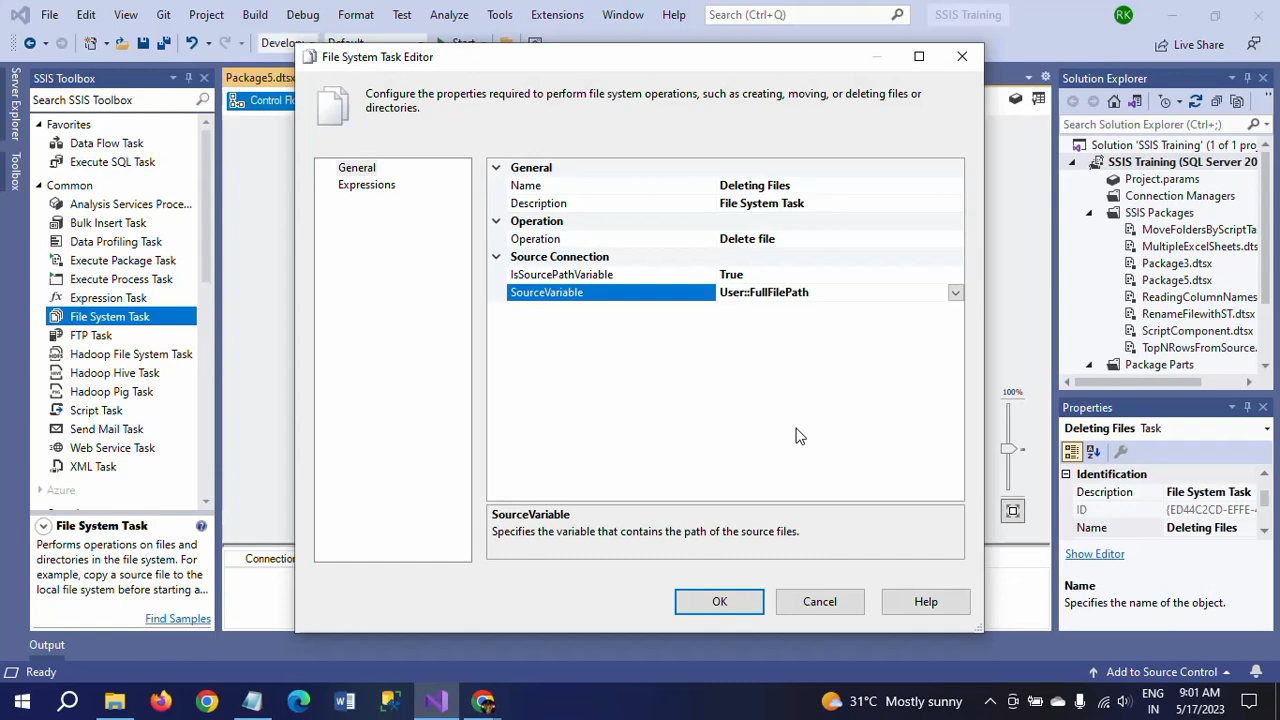 File Edit View Git Project Build Debug Format Test Analyze Tools Extensions Window Help Search (Ctrl+Q) SSIS Training RK
Live Share
File System Task Editor
Configure the properties required to perform file system operations, such as creating, moving, or deleting files or
directories.
General
Expressions
General
Name Deleting Files
Description File System Task
Operation
Operation Delete file
Source Connection
IsSourcePathVariable True
SourceVariable User::FullFilePath
SourceVariable
Specifies the variable that contains the path of the source files.
OK Cancel Help
Server Explorer
Toolbox
SSIS Toolbox
Search SSIS Toolbox
Favorites
Data Flow Task
Execute SQL Task
Common
Analysis Services Proce...
Bulk Insert Task
Data Profiling Task
Execute Package Task
Execute Process Task
Expression Task
File System Task
FTP Task
Hadoop File System Task
Hadoop Hive Task
Hadoop Pig Task
Script Task
Send Mail Task
Web Service Task
XML Task
Azure
File System Task
Performs operations on files and
directories in the file system. For
example, copy a source file to the
local file system before starting a...
Find Samples
Package5.dtsx
Control Flo
Connection
100%
Solution Explorer
Search Solution Explorer (Ctrl+;)
Solution 'SSIS Training' (1 of 1 pro
SSIS Training (SQL Server 20
Project.params
Connection Managers
SSIS Packages
MoveFoldersByScriptTa
MultipleExcelSheets.dts
Package3.dtsx
Package5.dtsx
ReadingColumnNames
RenameFilewithST.dtsx
ScriptComponent.dtsx
TopNRowsFromSource.
Package Parts
Properties
Deleting Files Task
Identification
Description File System Task
ID {ED44C2CD-EFFE-4
Name Deleting Files
Show Editor
Name
Specifies the name of the object.
Output
Ready
Add to Source Control
31°C Mostly sunny
ENG
IN
9:01 AM
5/17/2023